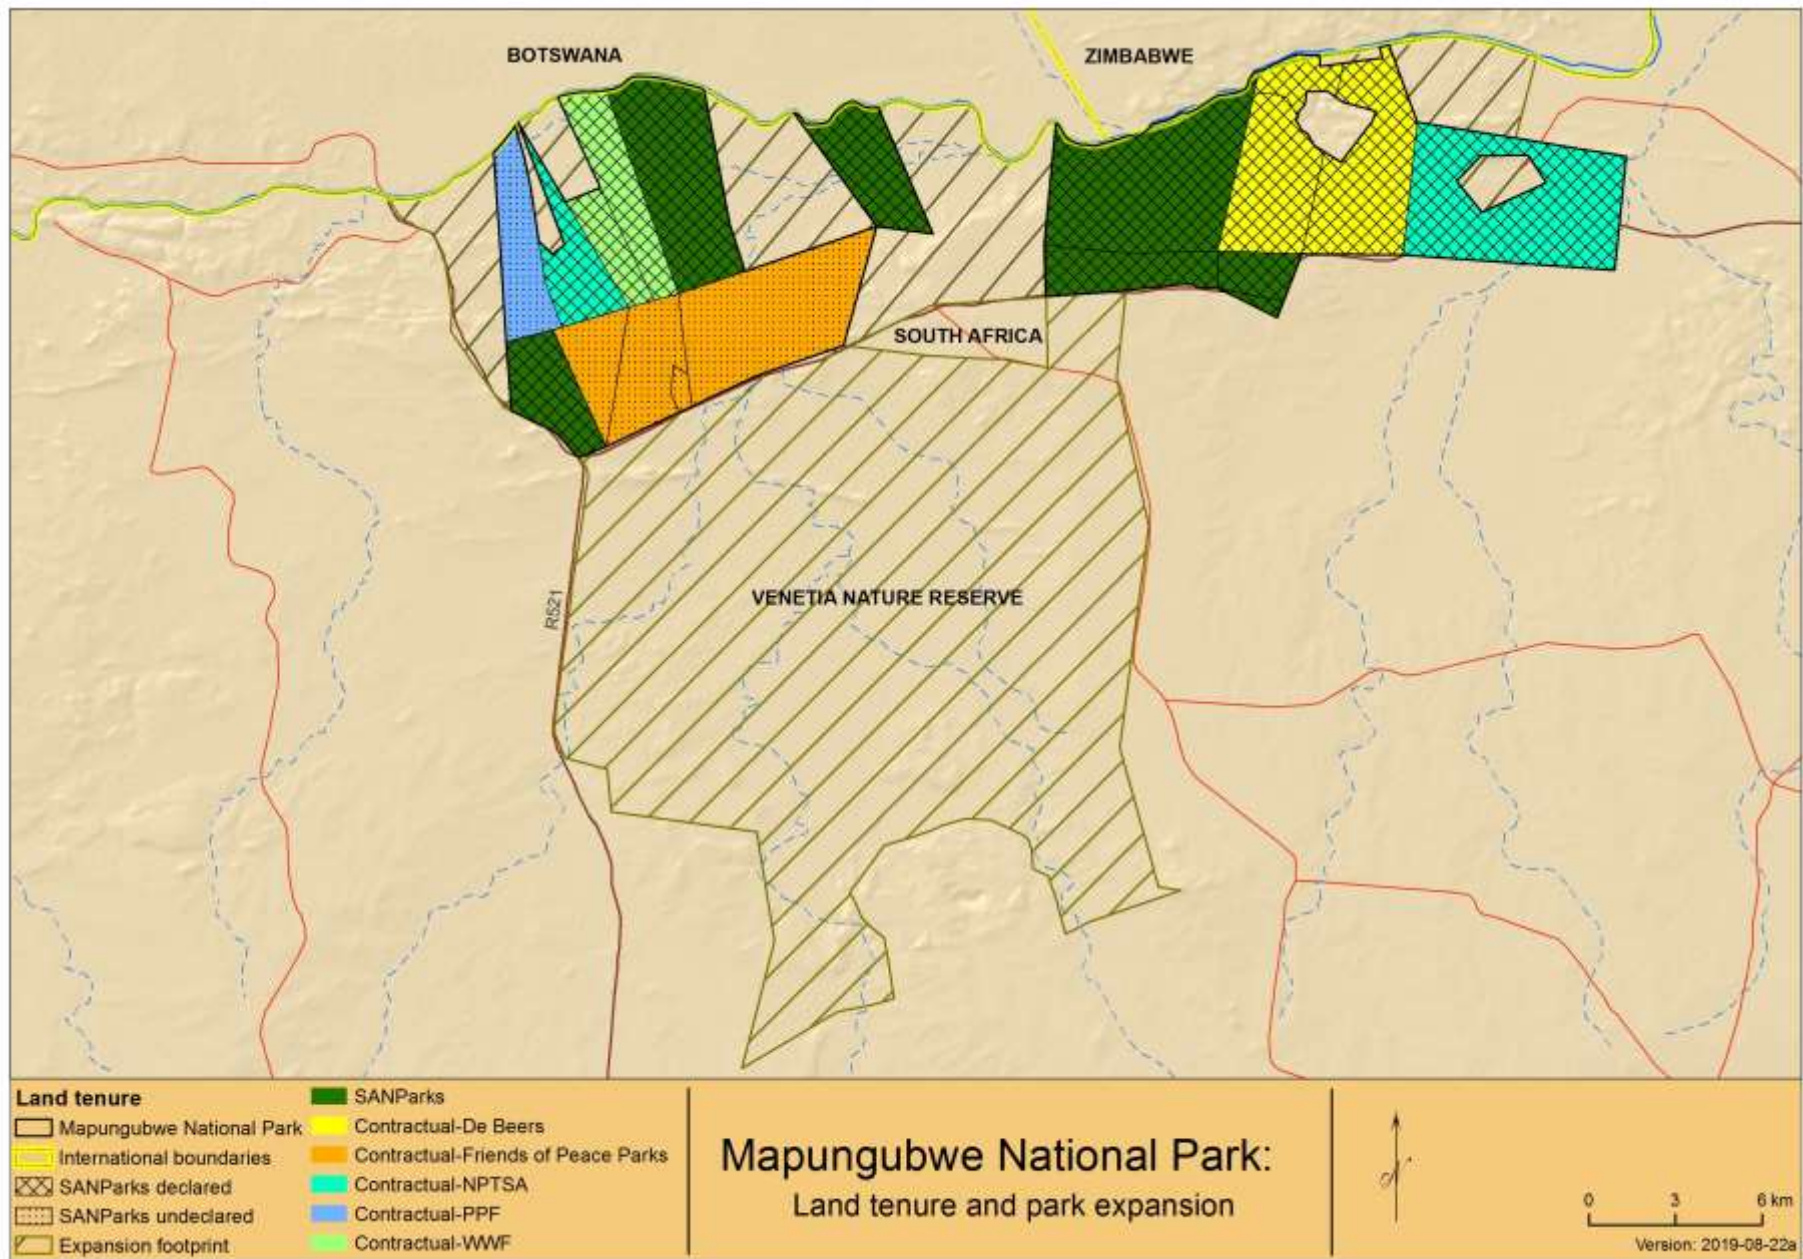 BOTSWANA
ZIMBABWE
SOUTH AFRICA
VENETIA NATURE RESERVE
R521
Land tenure
Mapungubwe National Park
International boundaries
SANParks declared
SANParks undeclared
Expansion footprint
SANParks
Contractual-De Beers
Contractual-Friends of Peace Parks
Contractual-NPTSA
Contractual-PPF
Contractual-WWF
Mapungubwe National Park:
Land tenure and park expansion
N
0 3 6 km
Version: 2019-08-22a